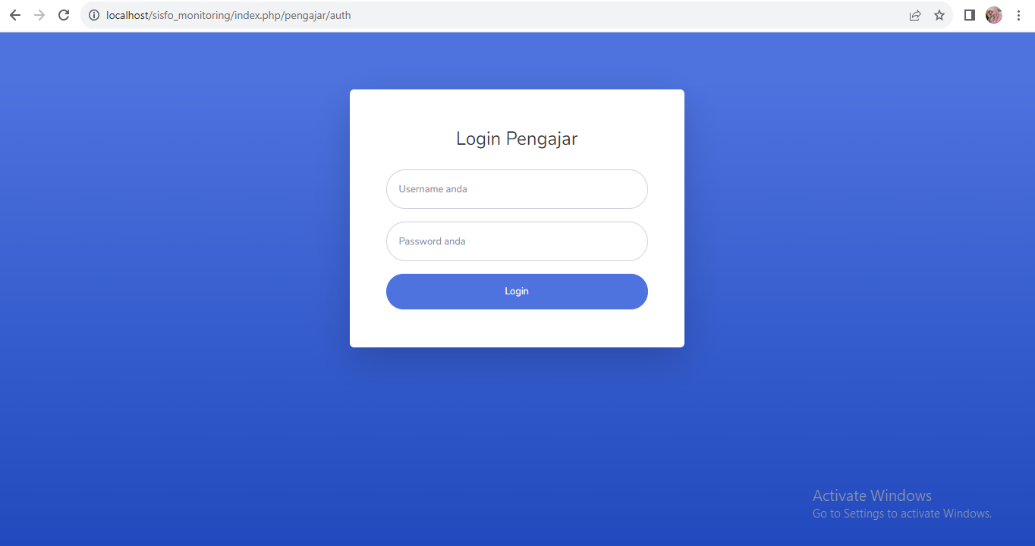 localhost/sisfo_monitoring/index.php/pengajar/auth
Login Pengajar
Username anda
Password anda
Login
Activate Windows
Go to Settings to activate Windows.